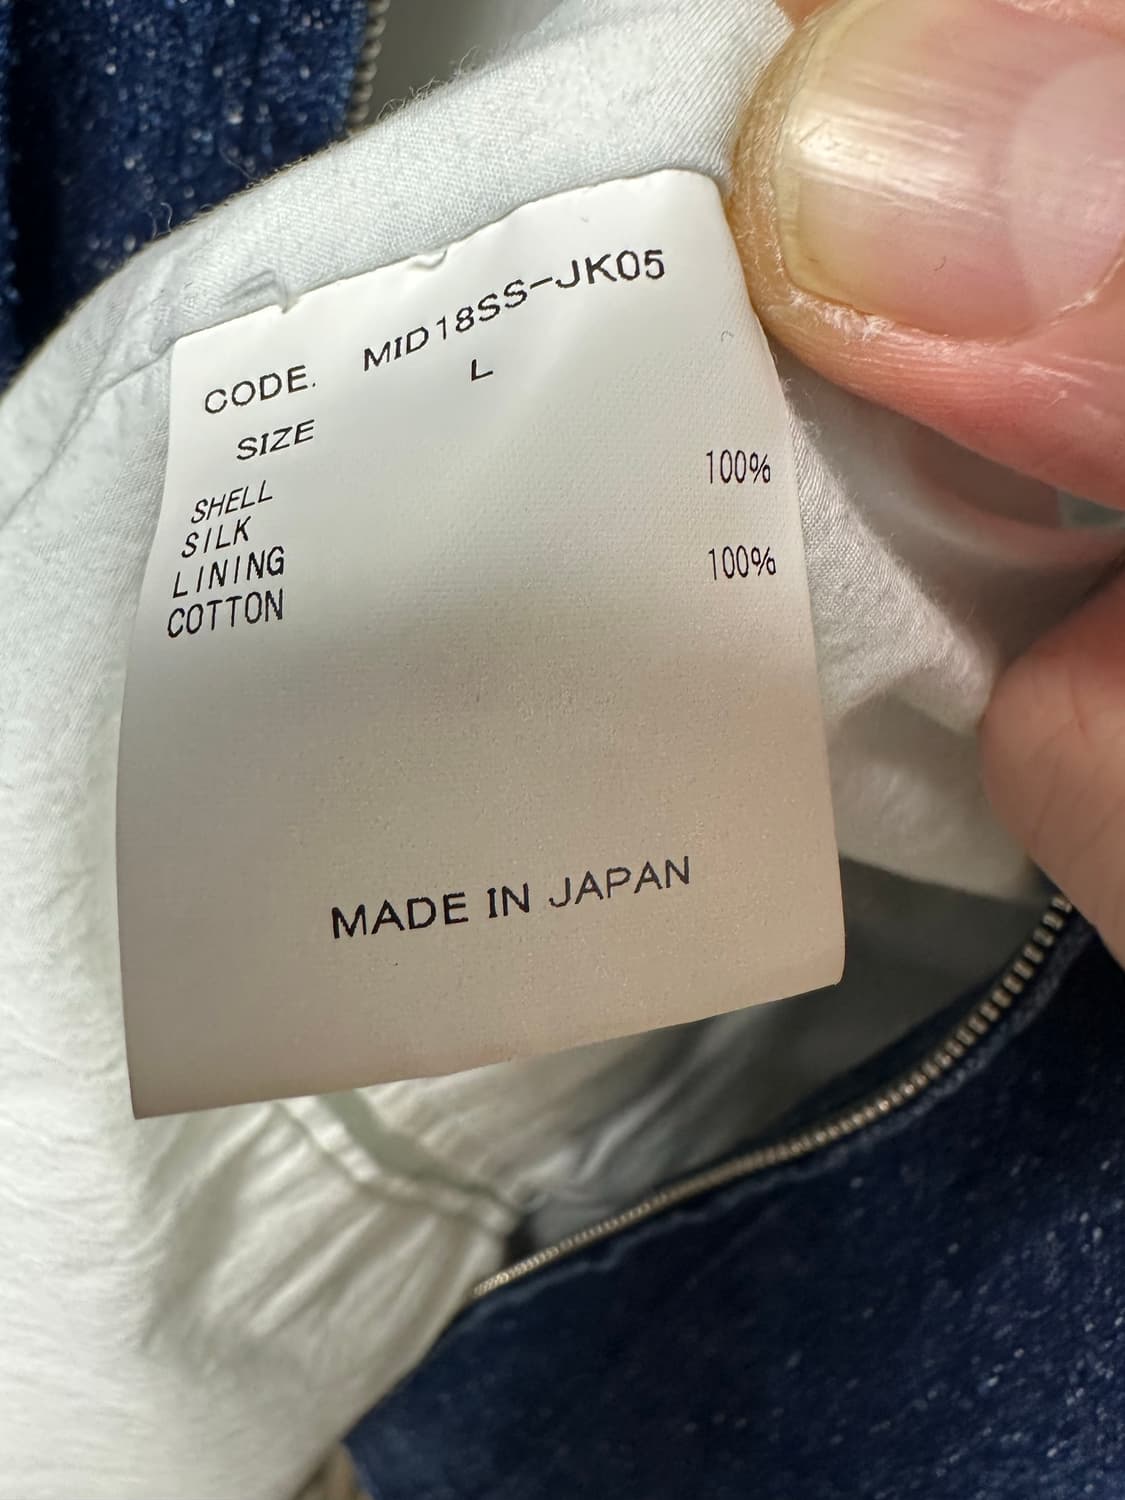 CODE. MID18SS-JK05
SIZE L
SHELL
SILK 100%
LINING
COTTON 100%
MADE IN JAPAN